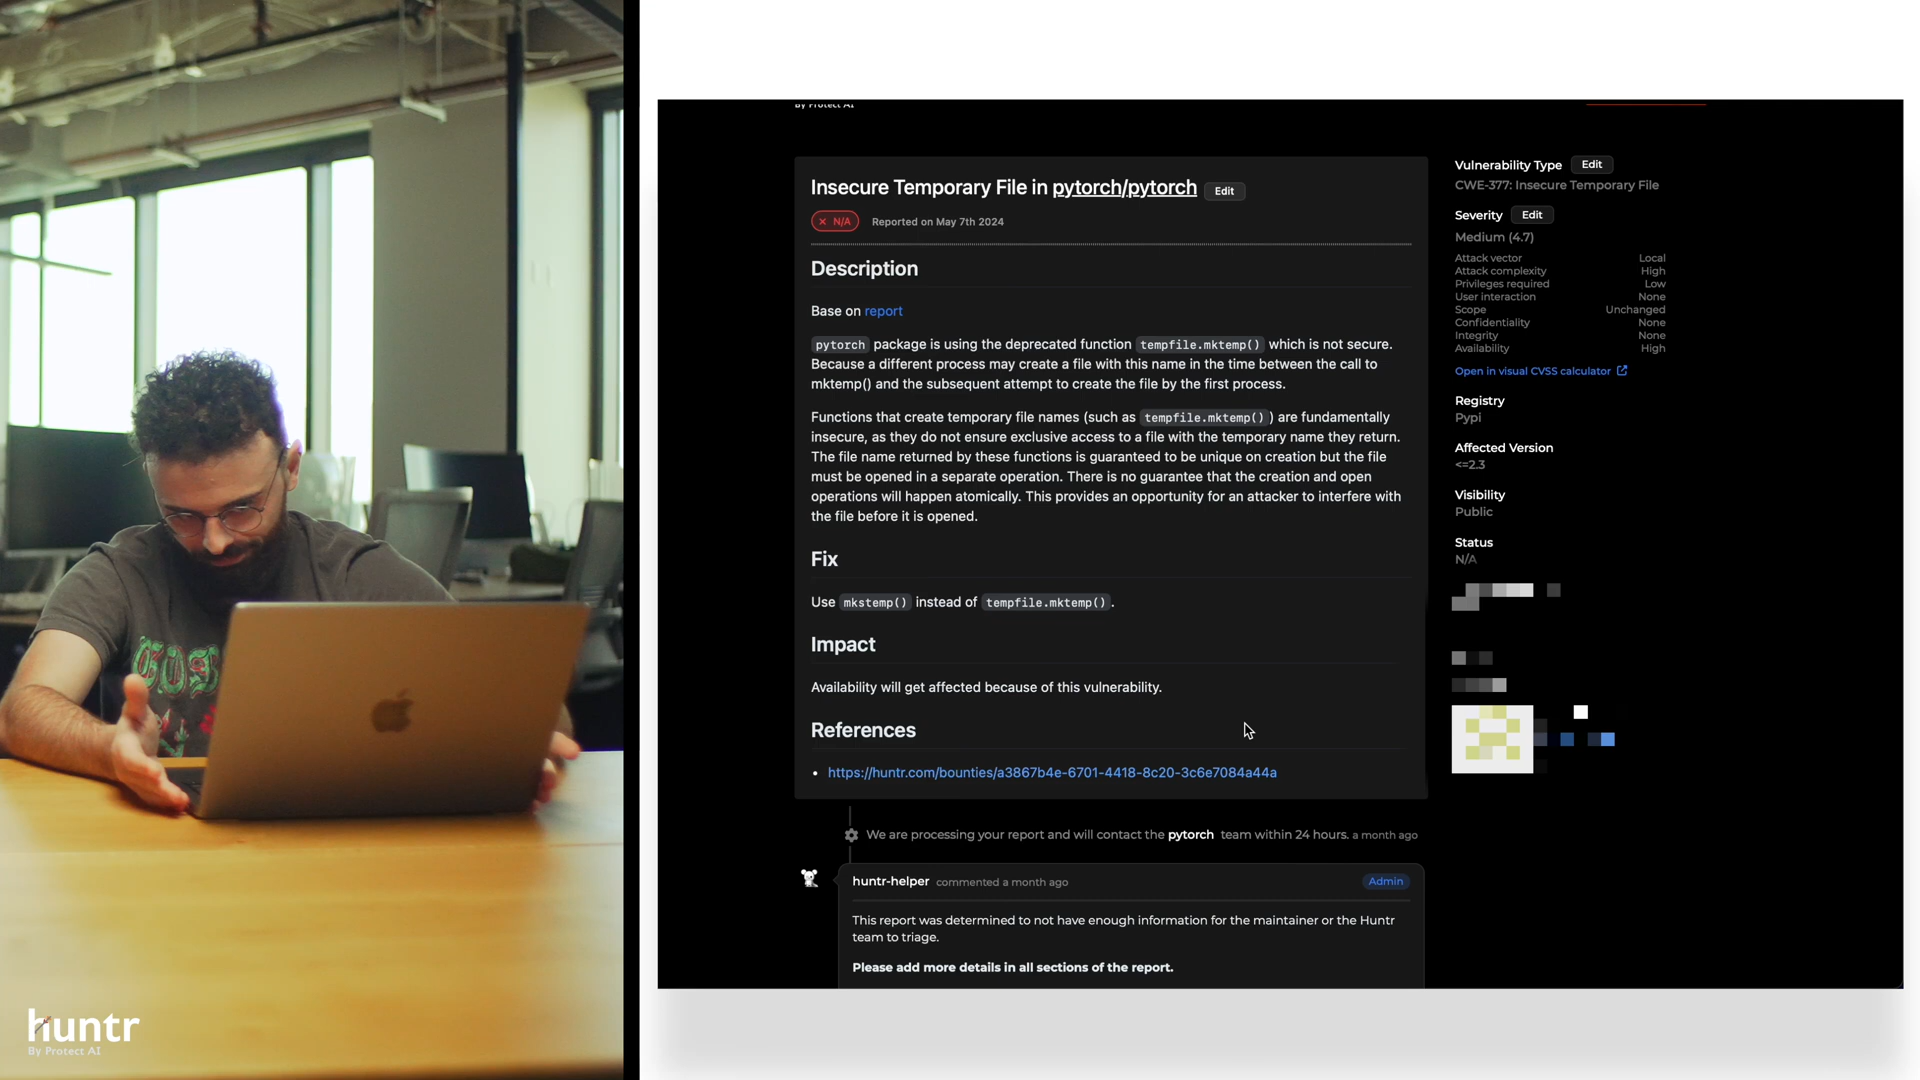 huntr
By Protect AI
By Protect AI
Insecure Temporary File in pytorch/pytorch Edit
× N/A Reported on May 7th 2024
Description
Base on report
pytorch package is using the deprecated function tempfile.mktemp() which is not secure.
Because a different process may create a file with this name in the time between the call to
mktemp() and the subsequent attempt to create the file by the first process.
Functions that create temporary file names (such as tempfile.mktemp() ) are fundamentally
insecure, as they do not ensure exclusive access to a file with the temporary name they return.
The file name returned by these functions is guaranteed to be unique on creation but the file
must be opened in a separate operation. There is no guarantee that the creation and open
operations will happen atomically. This provides an opportunity for an attacker to interfere with
the file before it is opened.
Fix
Use mkstemp() instead of tempfile.mktemp() .
Impact
Availability will get affected because of this vulnerability.
References
• https://huntr.com/bounties/a3867b4e-6701-4418-8c20-3c6e7084a44a
We are processing your report and will contact the pytorch team within 24 hours. a month ago
huntr-helper commented a month ago Admin
This report was determined to not have enough information for the maintainer or the Huntr
team to triage.
Please add more details in all sections of the report.
Vulnerability Type Edit
CWE-377: Insecure Temporary File
Severity Edit
Medium (4.7)
Attack vector Local
Attack complexity High
Privileges required Low
User interaction None
Scope Unchanged
Confidentiality None
Integrity None
Availability High
Open in visual CVSS calculator
Registry
Pypi
Affected Version
<=2.3
Visibility
Public
Status
N/A